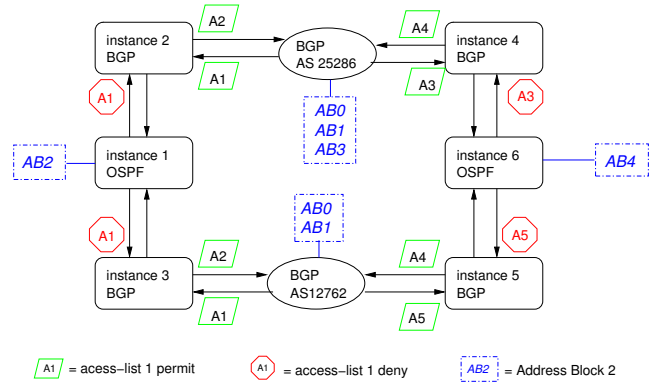 A2
A4
instance 2
BGP
BGP
AS 25286
instance 4
BGP
A1
A3
A1
AB0
AB1
AB3
A3
AB2
instance 1
OSPF
instance 6
OSPF
AB4
AB0
AB1
A1
A5
A2
A4
instance 3
BGP
BGP
AS12762
instance 5
BGP
A1
A5
A1 = acess-list 1 permit
A1 = access-list 1 deny
AB2 = Address Block 2